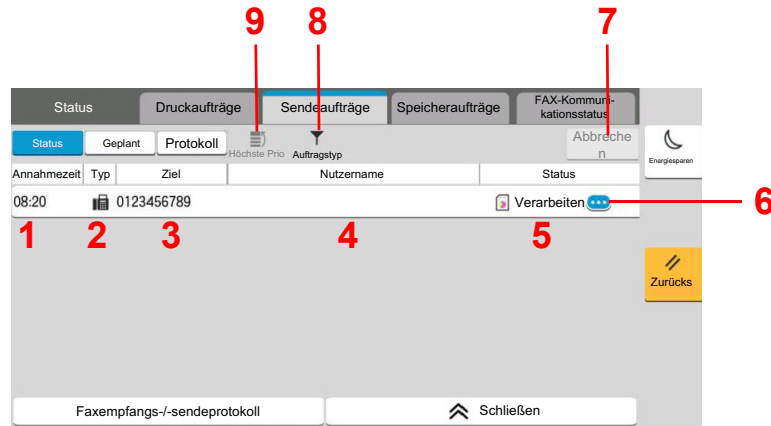 9 8 7
Status Druckaufträge Sendeaufträge Speicheraufträge FAX-Kommuni-
kationsstatus
Status Geplant Protokoll Höchste Prio Auftragstyp Abbreche
n
Energiesparen
Annahmezeit Typ Ziel Nutzername Status
08:20 0123456789 Verarbeiten
1 2 3 4 5 6
Zurücks
Faxempfangs-/-sendeprotokoll Schließen